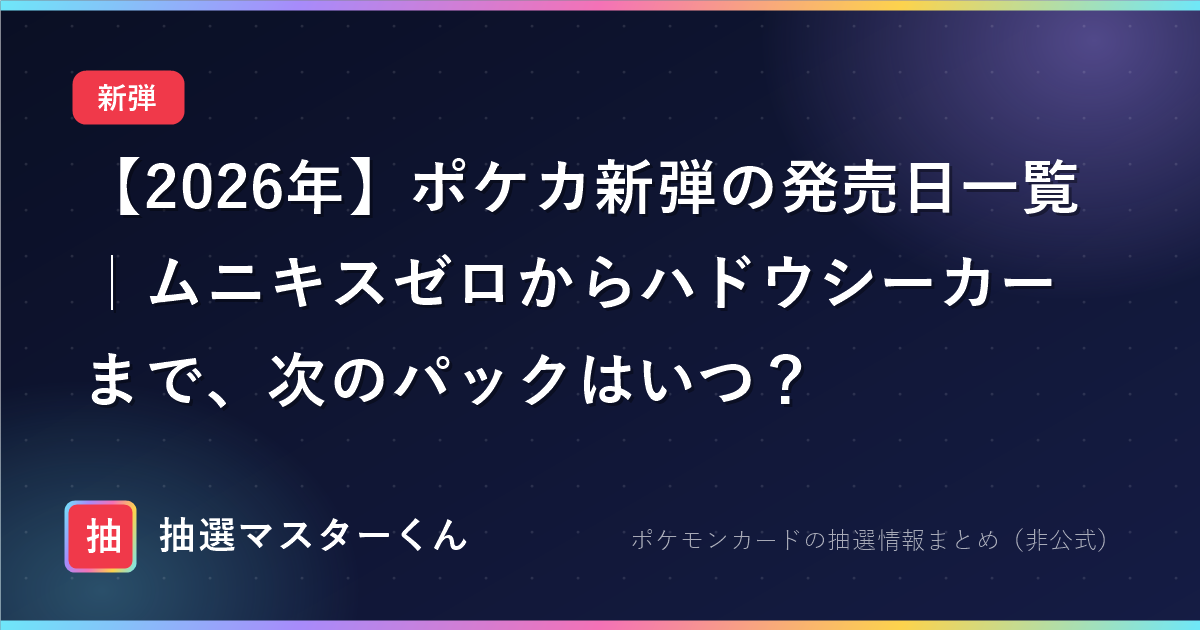 新弾
【2026年】ポケカ新弾の発売日一覧
｜ムニキスゼロからハドウシーカー
まで、次のパックはいつ？
抽 抽選マスターくん
ポケモンカードの抽選情報まとめ（非公式）